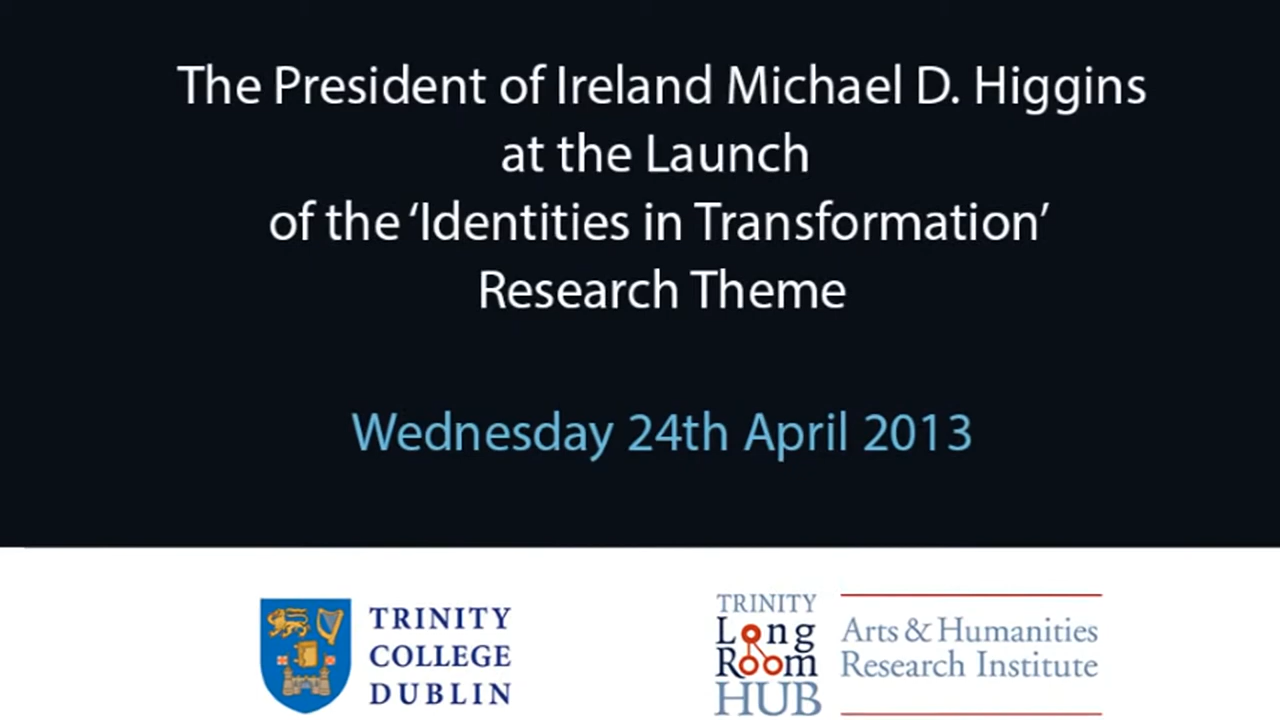 The President of Ireland Michael D. Higgins
at the Launch
of the ‘Identities in Transformation’
Research Theme
Wednesday 24th April 2013
TRINITY
COLLEGE
DUBLIN
TRINITY
Long
Room
HUB
Arts & Humanities
Research Institute